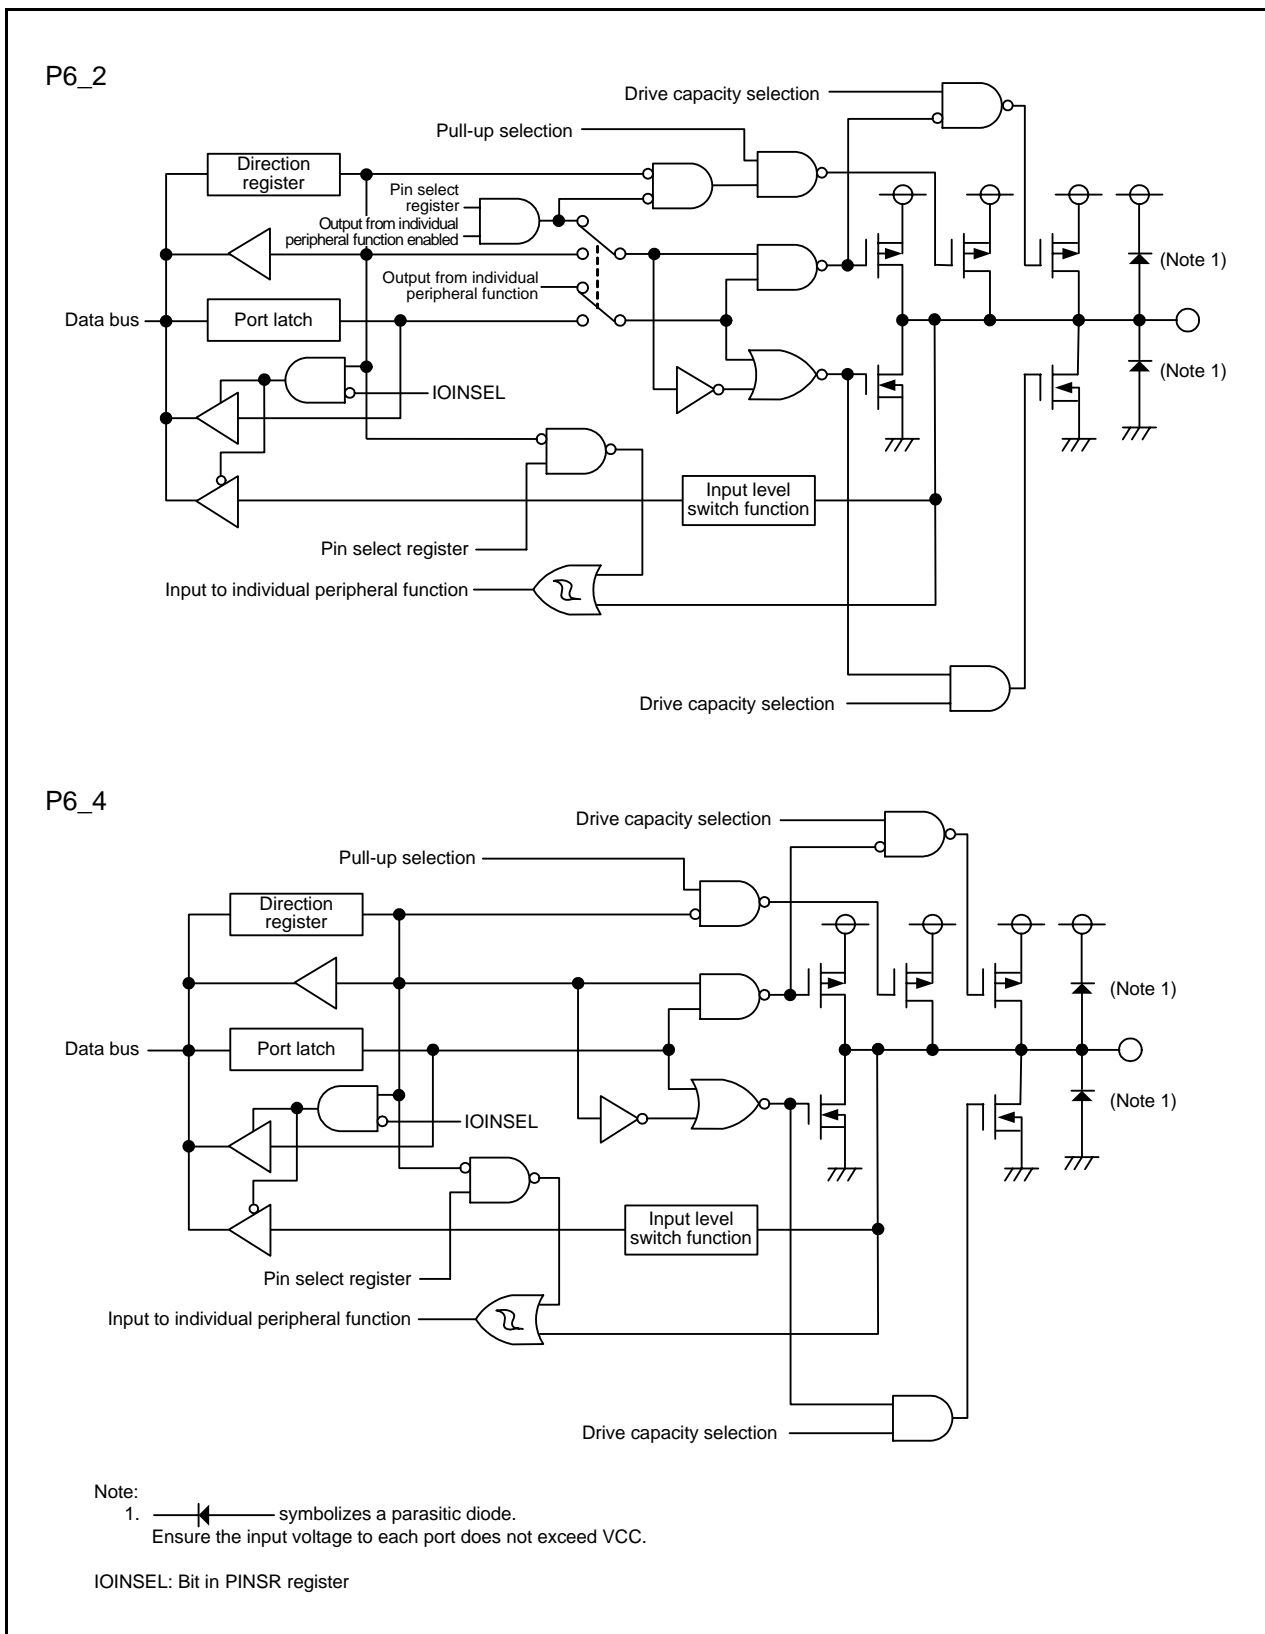 P6_2
Drive capacity selection
Pull-up selection
Direction
register
Pin select
register
Output from individual
peripheral function enabled
Output from individual
peripheral function
(Note 1)
Data bus
Port latch
(Note 1)
IOINSEL
Input level
switch function
Pin select register
Input to individual peripheral function
Drive capacity selection
P6_4
Drive capacity selection
Pull-up selection
Direction
register
(Note 1)
Data bus
Port latch
(Note 1)
IOINSEL
Input level
switch function
Pin select register
Input to individual peripheral function
Drive capacity selection
Note:
1. symbolizes a parasitic diode.
Ensure the input voltage to each port does not exceed VCC.
IOINSEL: Bit in PINSR register